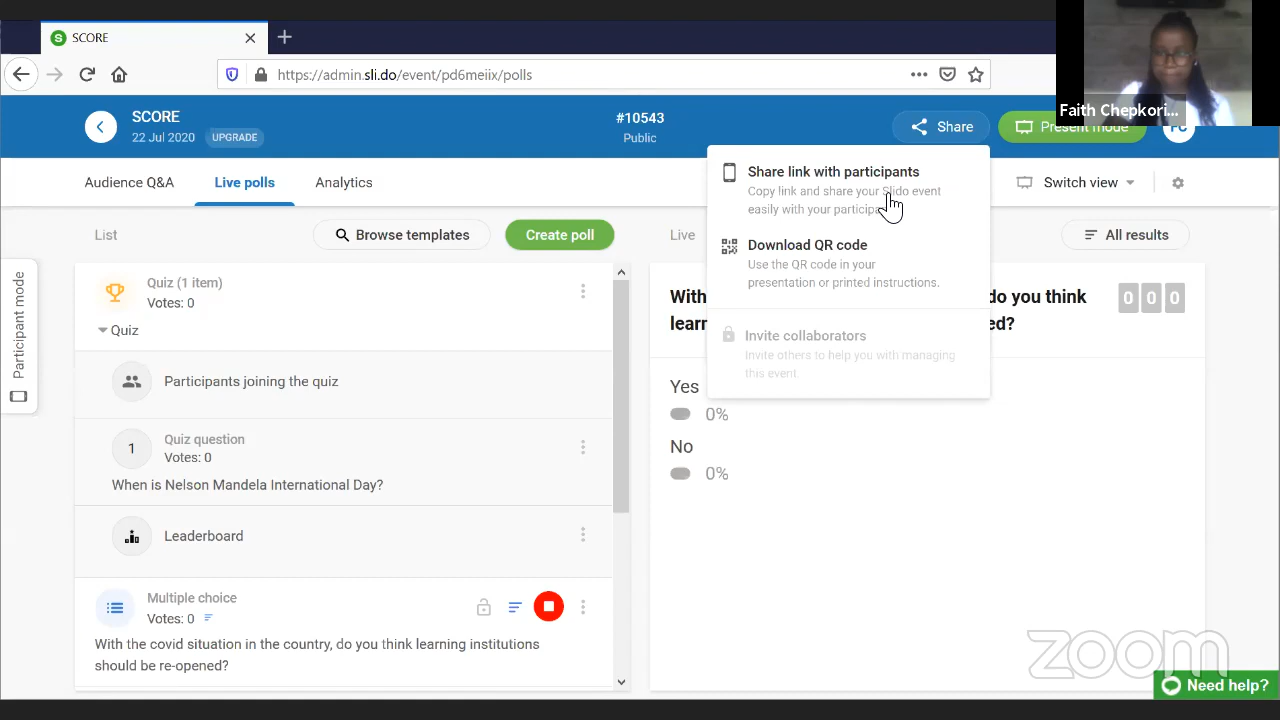 SCORE
https://admin.sli.do/event/pd6meiix/polls
Faith Chepkori...
SCORE
22 Jul 2020 UPGRADE
#10543
Public
Share
Present mode
FC
Audience Q&A
Live polls
Analytics
Switch view
Share link with participants
Copy link and share your Slido event
easily with your participa
Download QR code
Use the QR code in your
presentation or printed instructions.
Invite collaborators
Invite others to help you with managing
this event
List
Browse templates
Create poll
Live
All results
Participant mode
Quiz (1 item)
Votes: 0
Quiz
Participants joining the quiz
1
Quiz question
Votes: 0
When is Nelson Mandela International Day?
Leaderboard
Multiple choice
Votes: 0
With the covid situation in the country, do you think learning institutions
should be re-opened?
With do you think
learn ed?
0 0 0
Yes
0%
No
0%
zoom
Need help?